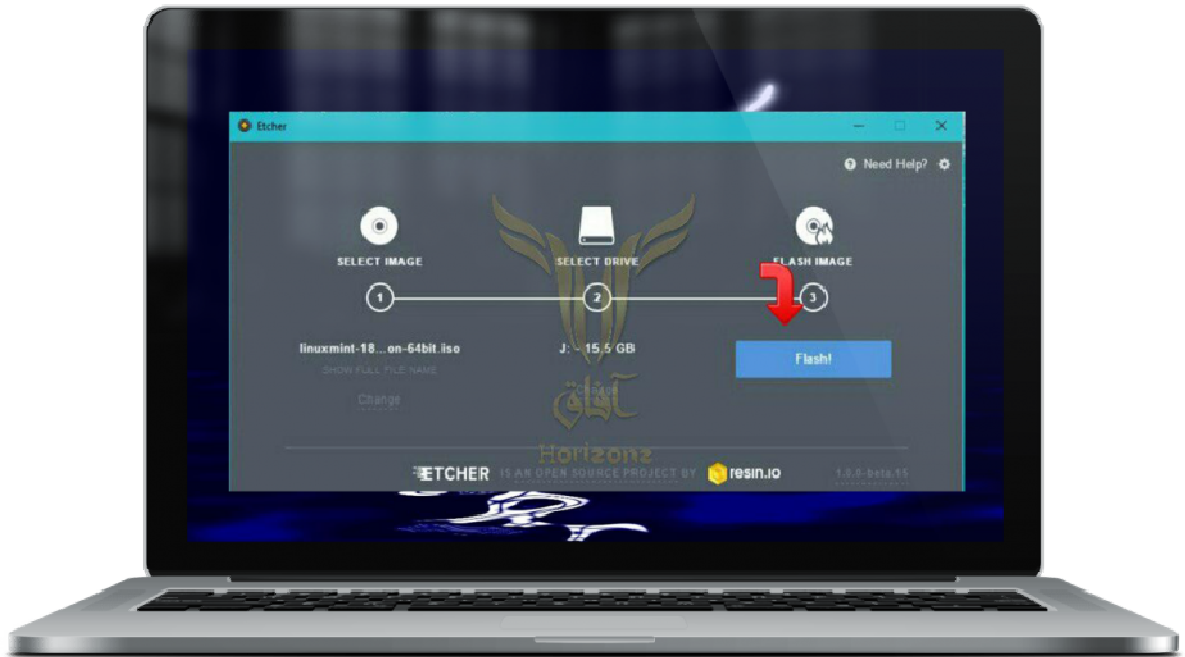 Etcher
Need Help?
SELECT IMAGE
SELECT DRIVE
FLASH IMAGE
1
2
3
linuxmint-18...on-64bit.iso
J: - 15.5 GB
Flash!
SHOW FULL FILE NAME
Change
Change
آفاق
Horizons
ETCHER IS AN OPEN SOURCE PROJECT BY resin.io
1.0.0-beta.15